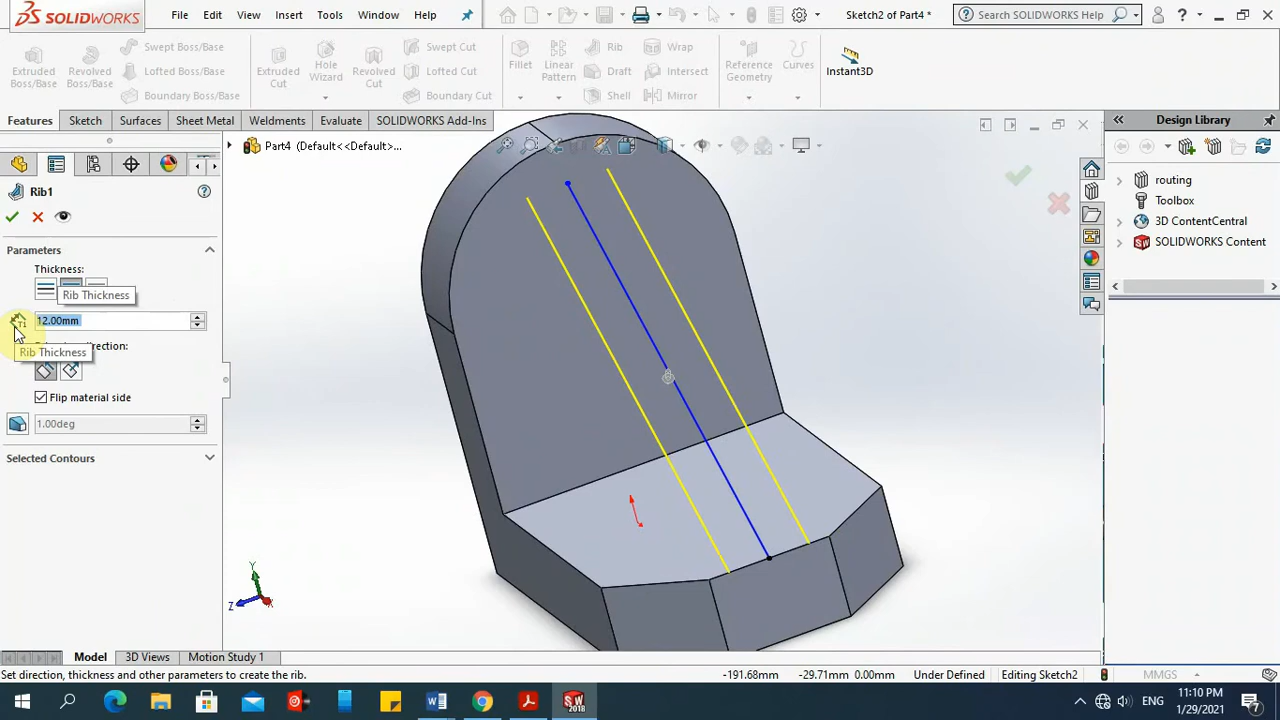 SOLIDWORKS
File
Edit
View
Insert
Tools
Window
Help
Sketch2 of Part4 *
Search SOLIDWORKS Help
?
Extruded
Boss/Base
Revolved
Boss/Base
Swept Boss/Base
Lofted Boss/Base
Boundary Boss/Base
Extruded
Cut
Hole
Wizard
Revolved
Cut
Swept Cut
Lofted Cut
Boundary Cut
Fillet
Linear
Pattern
Rib
Draft
Shell
Wrap
Intersect
Mirror
Reference
Geometry
Curves
Instant3D
Features
Sketch
Surfaces
Sheet Metal
Weldments
Evaluate
SOLIDWORKS Add-Ins
Part4 (Default<<Default>...
Design Library
routing
Toolbox
3D ContentCentral
SOLIDWORKS Content
Rib1
?
Parameters
Thickness:
Rib Thickness
T1
12.00mm
Rib Thickness
Flip material side
1.00deg
Selected Contours
Y
Z
X
Model
3D Views
Motion Study 1
Set direction, thickness and other parameters to create the rib.
-191.68mm
-29.71mm
0.00mm
Under Defined
Editing Sketch2
MMGS
ENG
11:10 PM
1/29/2021
7
SW
2018